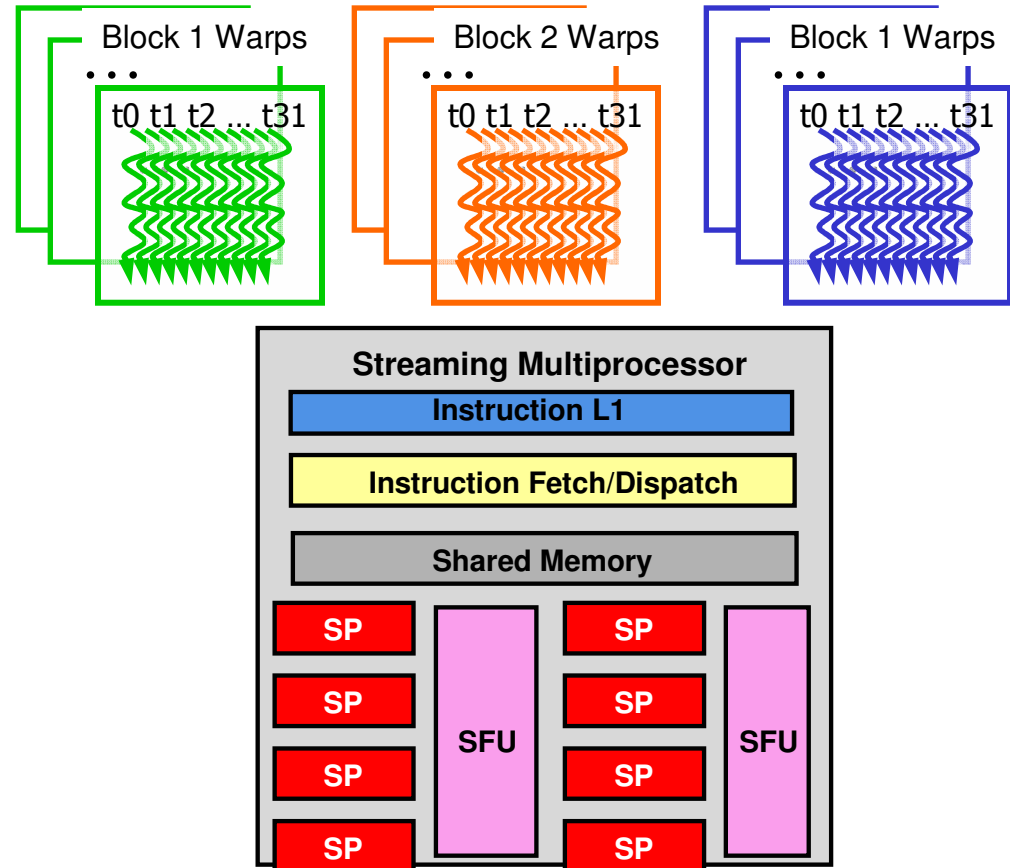 Block 1 Warps
Block 2 Warps
Block 1 Warps
...
...
...
t0 t1 t2 ... t31
t0 t1 t2 ... t31
t0 t1 t2 ... t31
Streaming Multiprocessor
Instruction L1
Instruction Fetch/Dispatch
Shared Memory
SP
SP
SP
SP
SFU
SP
SP
SP
SP
SFU